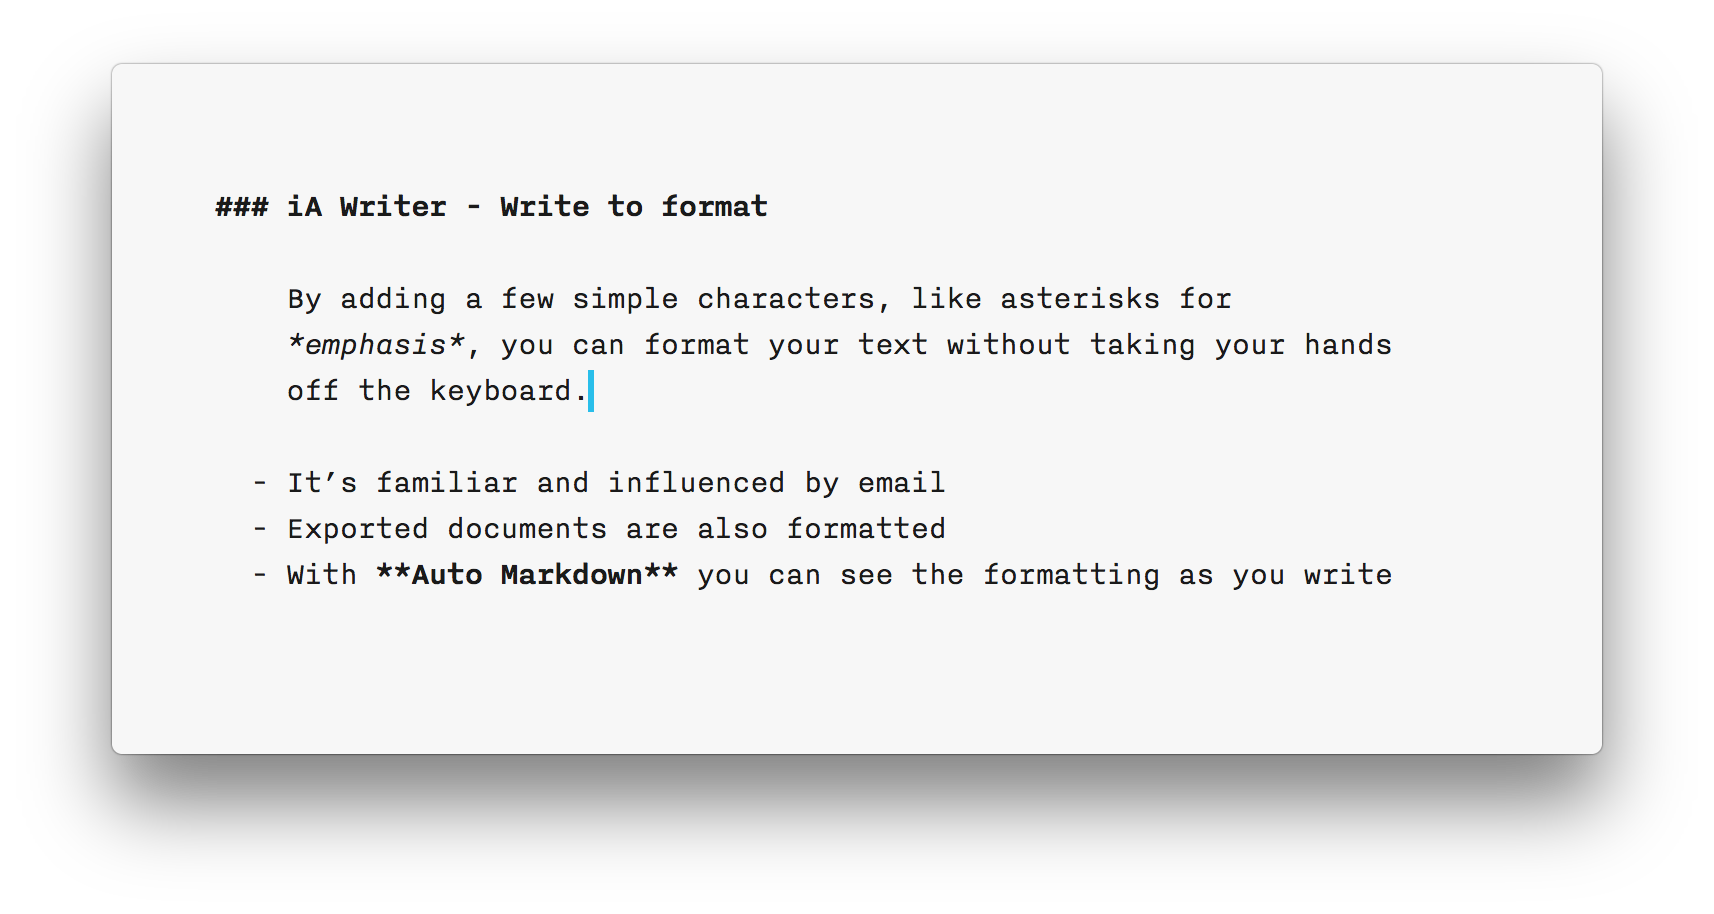 ### iA Writer - Write to format
By adding a few simple characters, like asterisks for
*emphasis*, you can format your text without taking your hands
off the keyboard.
- It’s familiar and influenced by email
- Exported documents are also formatted
- With **Auto Markdown** you can see the formatting as you write